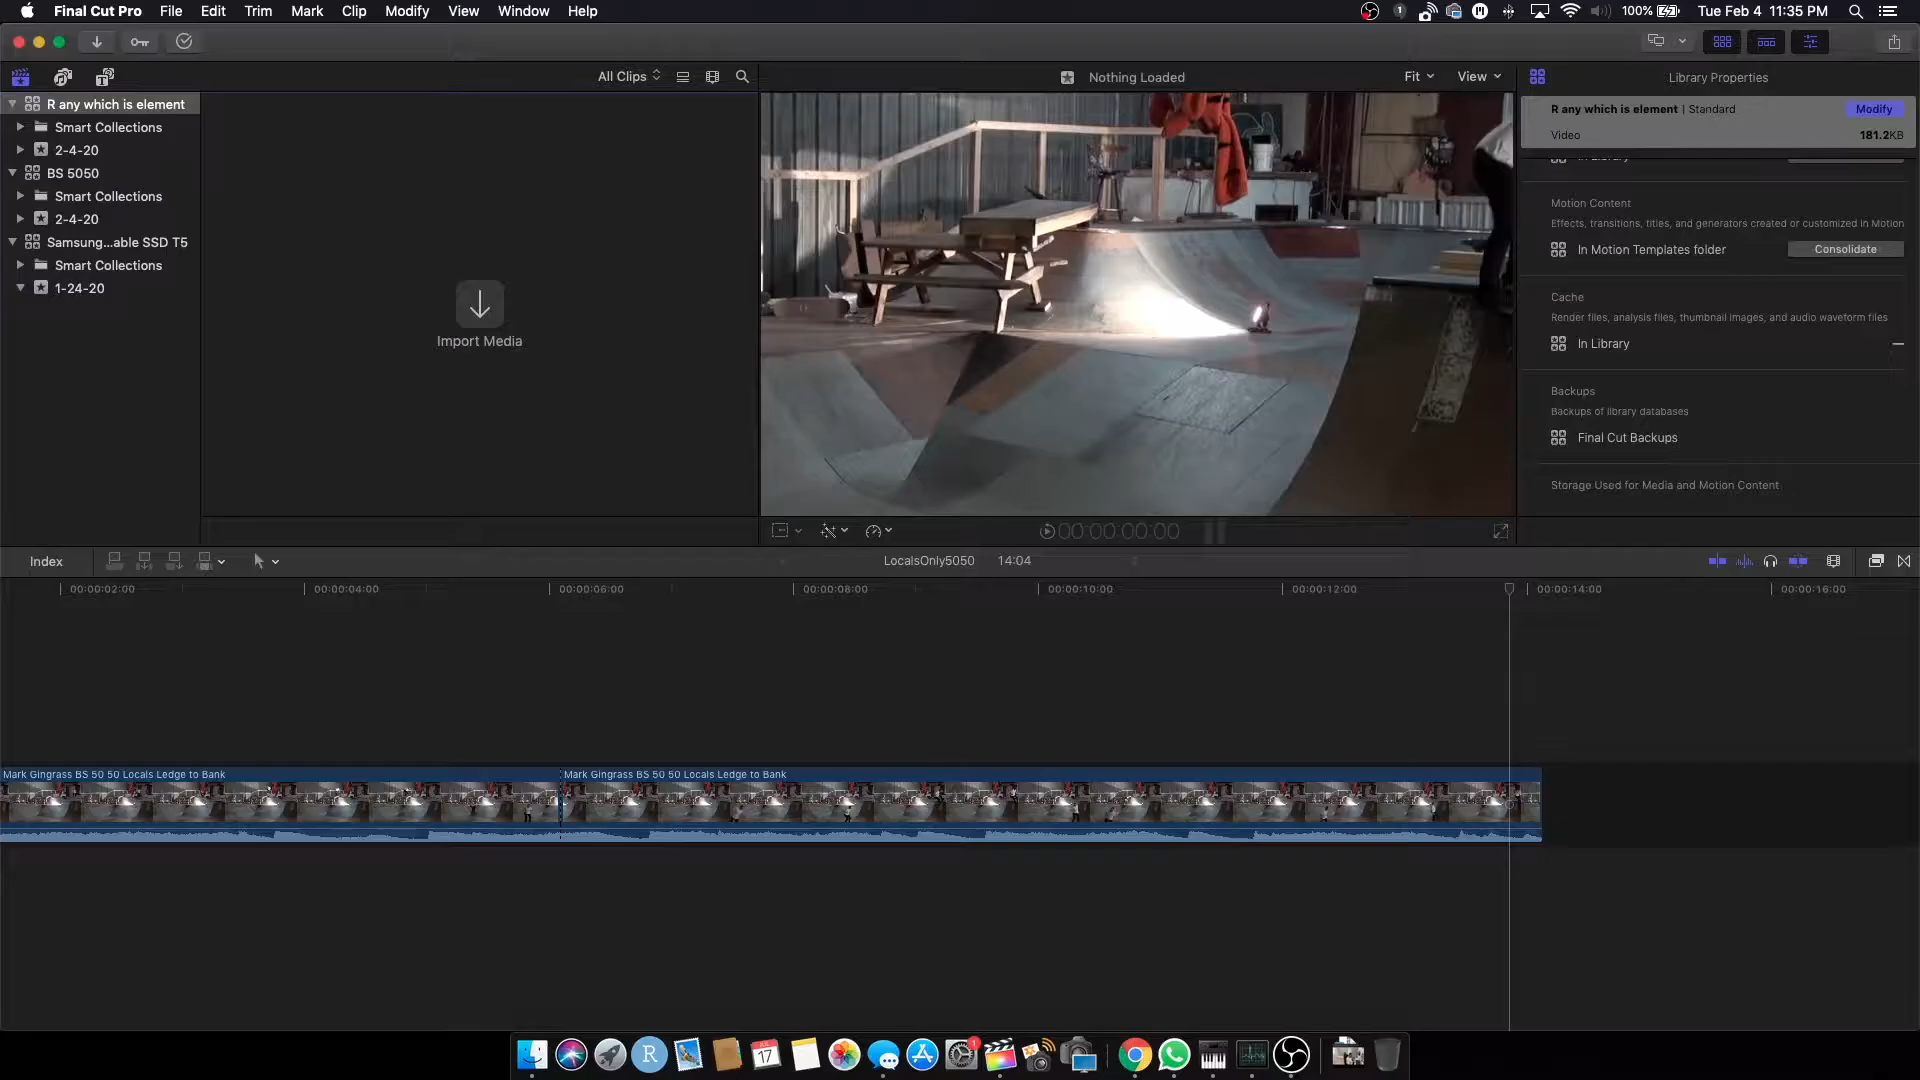 Final Cut Pro File Edit Trim Mark Clip Modify View Window Help 100% Tue Feb 4 11:35 PM
All Clips Nothing Loaded Fit View Library Properties
R any which is element
Smart Collections
2-4-20
BS 5050
Smart Collections
2-4-20
Samsung...able SSD T5
Smart Collections
1-24-20
Import Media
R any which is element | Standard Modify
Video 181.2KB
Motion Content
Effects, transitions, titles, and generators created or customized in Motion
In Motion Templates folder Consolidate
Cache
Render files, analysis files, thumbnail images, and audio waveform files
In Library
Backups
Backups of library databases
Final Cut Backups
Storage Used for Media and Motion Content
00:00:00:00
Index LocalsOnly5050 14:04
00:00:02:00 00:00:04:00 00:00:06:00 00:00:08:00 00:00:10:00 00:00:12:00 00:00:14:00 00:00:16:00
Mark Gingrass BS 50 50 Locals Ledge to Bank Mark Gingrass BS 50 50 Locals Ledge to Bank
R 17 1